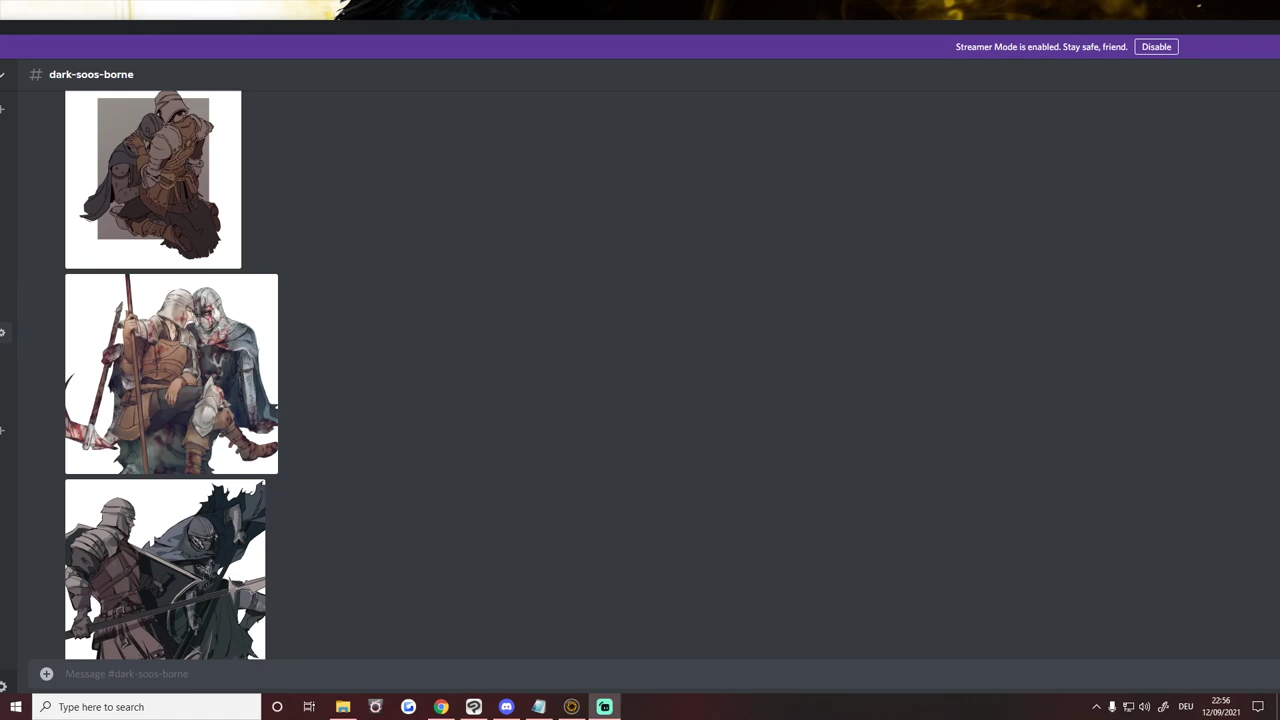 Streamer Mode is enabled. Stay safe, friend. Disable
# dark-soos-borne
Message #dark-soos-borne
Type here to search
DEU
22:56
12/09/2021